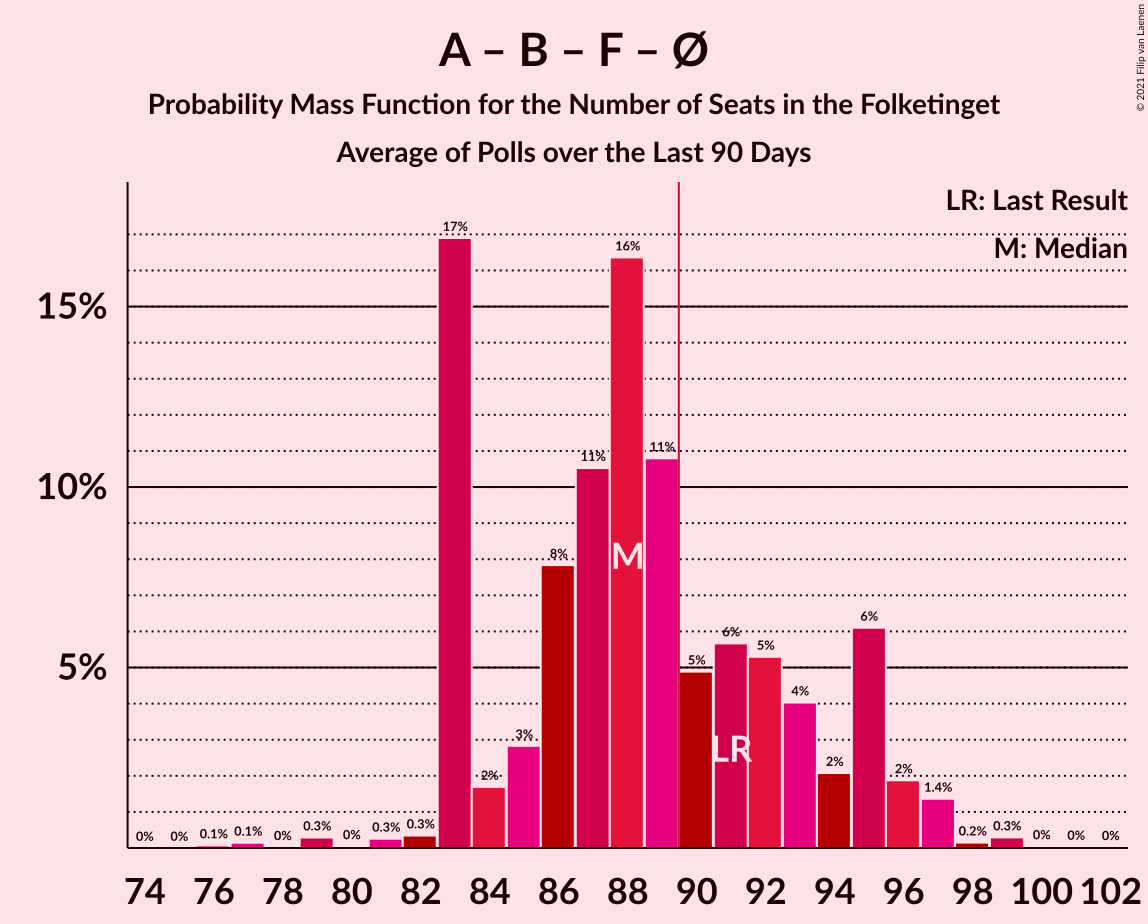 A – B – F – Ø
Probability Mass Function for the Number of Seats in the Folketinget
Average of Polls over the Last 90 Days
© 2021 Filip van Laenen
LR: Last Result
M: Median
15%
10%
5%
0% 0% 0.1% 0.1% 0% 0.3% 0% 0.3% 0.3% 17% 2% 3% 8% 11% 16% 11% 5% 6% 5% 4% 2% 6% 2% 1.4% 0.2% 0.3% 0% 0% 0%
M
LR
74 76 78 80 82 84 86 88 90 92 94 96 98 100 102